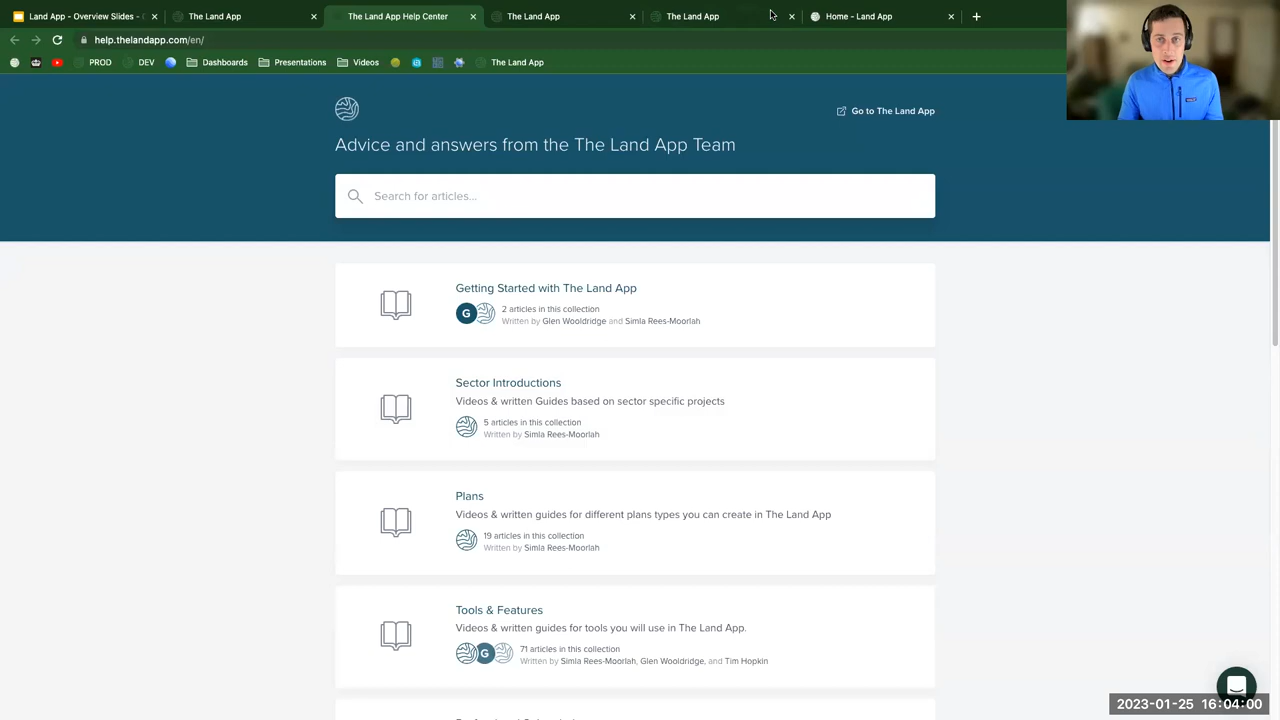 Land App - Overview Slides -
The Land App
The Land App Help Center
The Land App
The Land App
Home - Land App
help.thelandapp.com/en/
PROD
DEV
Dashboards
Presentations
Videos
The Land App
Go to The Land App
Advice and answers from the The Land App Team
Search for articles...
Getting Started with The Land App
G
2 articles in this collection
Written by Glen Wooldridge and Simla Rees-Moorlah
Sector Introductions
Videos & written Guides based on sector specific projects
5 articles in this collection
Written by Simla Rees-Moorlah
Plans
Videos & written guides for different plans types you can create in The Land App
19 articles in this collection
Written by Simla Rees-Moorlah
Tools & Features
Videos & written guides for tools you will use in The Land App.
G
71 articles in this collection
Written by Simla Rees-Moorlah, Glen Wooldridge, and Tim Hopkin
2023-01-25 16:04:00